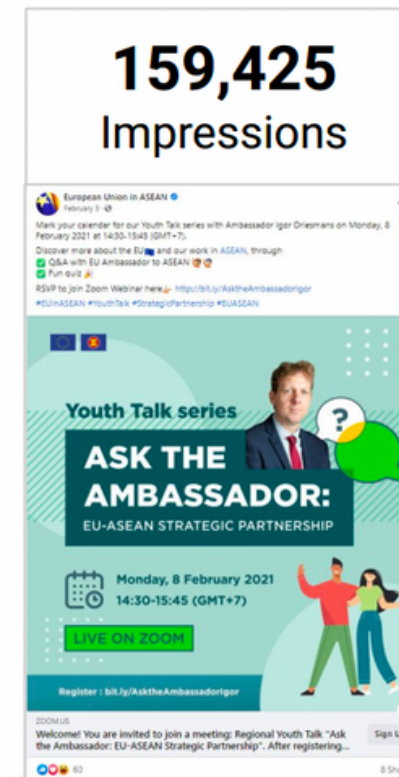 159,425
Impressions
European Union in ASEAN
February 3
Mark your calendar for our Youth Talk series with Ambassador Igor Driesmans on Monday, 8
February 2021 at 14:30-15:45 (GMT+7).
Discover more about the EU and our work in ASEAN, through
Q&A with EU Ambassador to ASEAN
Fun quiz
RSVP to join Zoom Webinar here http://bit.ly/AsktheAmbassadorIgor
#EUinASEAN #YouthTalk #StrategicPartnership #EUASEAN
Youth Talk series
?
ASK THE
AMBASSADOR:
EU-ASEAN STRATEGIC PARTNERSHIP
Monday, 8 February 2021
14:30-15:45 (GMT+7)
LIVE ON ZOOM
Register : bit.ly/AsktheAmbassadorIgor
ZOOM.US
Welcome! You are invited to join a meeting: Regional Youth Talk "Ask
the Ambassador: EU-ASEAN Strategic Partnership". After registering...
Sign
60
8